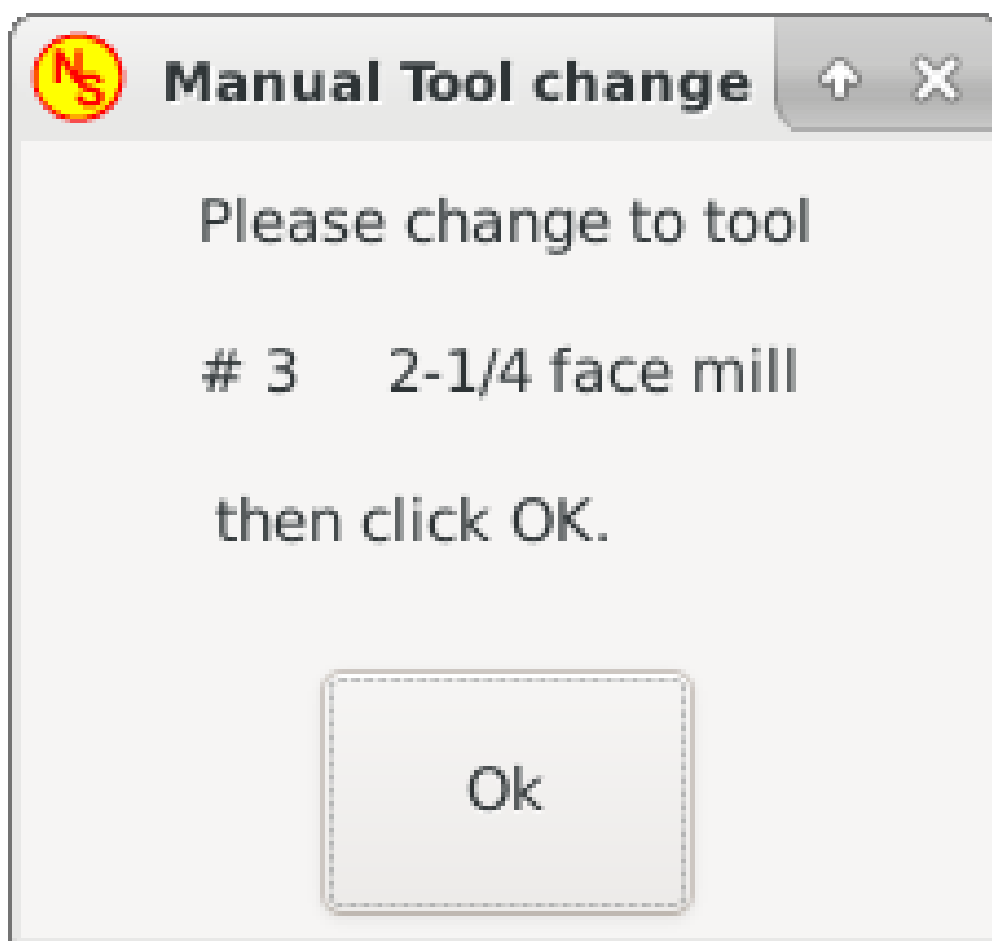 NS
Manual Tool change
Please change to tool
# 3 2-1/4 face mill
then click OK.
Ok